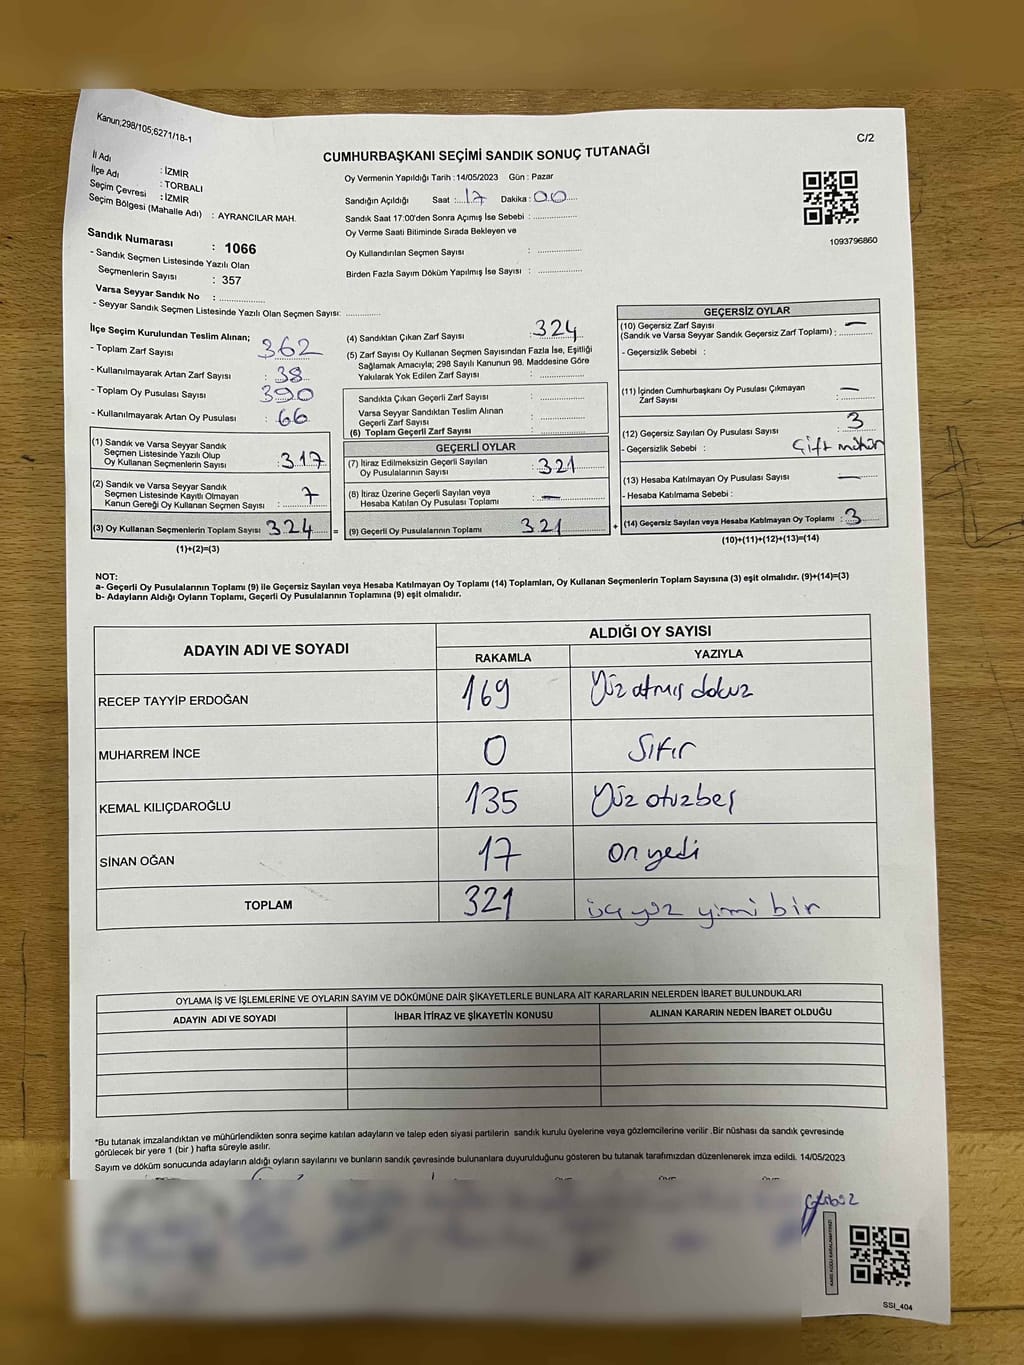 Kanun,298/105,6271/18-1
C/2
CUMHURBAŞKANI SEÇİMİ SANDIK SONUÇ TUTANAĞI
İl Adı : İZMİR
İlçe Adı : TORBALI
Seçim Çevresi : İZMİR
Seçim Bölgesi (Mahalle Adı) : AYRANCILAR MAH.
Oy Vermenin Yapıldığı Tarih : 14/05/2023 Gün : Pazar
Sandığın Açıldığı Saat : 17 Dakika : 00
Sandık Saat 17:00'den Sonra Açımış İse Sebebi :
Oy Verme Saati Bitiminde Sırada Bekleyen ve
Oy Kullandırılan Seçmen Sayısı :
Birden Fazla Sayım Döküm Yapılmış İse Sayısı :
1093796860
Sandık Numarası : 1066
- Sandık Seçmen Listesinde Yazılı Olan
Seçmenlerin Sayısı : 357
Varsa Seyyar Sandık No :
- Seyyar Sandık Seçmen Listesinde Yazılı Olan Seçmen Sayısı:
İlçe Seçim Kurulundan Teslim Alınan;
- Toplam Zarf Sayısı : 362
- Kullanılmayarak Artan Zarf Sayısı : 38
- Toplam Oy Pusulası Sayısı : 390
- Kullanılmayarak Artan Oy Pusulası : 66
(1) Sandık ve Varsa Seyyar Sandık
Seçmen Listesinde Yazılı Olup
Oy Kullanan Seçmenlerin Sayısı : 317
(2) Sandık ve Varsa Seyyar Sandık
Seçmen Listesinde Kayıtlı Olmayan
Kanun Gereği Oy Kullanan Seçmen Sayısı : 7
(3) Oy Kullanan Seçmenlerin Toplam Sayısı 324 =
(1)+(2)=(3)
(4) Sandıktan Çıkan Zarf Sayısı : 324
(5) Zarf Sayısı Oy Kullanan Seçmen Sayısından Fazla İse, Eşitliği
Sağlamak Amacıyla; 298 Sayılı Kanunun 98. Maddesine Göre
Yakılarak Yok Edilen Zarf Sayısı :
Sandıkta Çıkan Geçerli Zarf Sayısı :
Varsa Seyyar Sandıktan Teslim Alınan
Geçerli Zarf Sayısı :
(6) Toplam Geçerli Zarf Sayısı :
GEÇERLİ OYLAR
(7) İtiraz Edilmeksizin Geçerli Sayılan
Oy Pusulalarının Sayısı : 321
(8) İtiraz Üzerine Geçerli Sayılan veya
Hesaba Katılan Oy Pusulası Toplamı : —
(9) Geçerli Oy Pusulalarının Toplamı 321 +
GEÇERSİZ OYLAR
(10) Geçersiz Zarf Sayısı —
(Sandık ve Varsa Seyyar Sandık Geçersiz Zarf Toplamı) :
- Geçersizlik Sebebi :
(11) İçinden Cumhurbaşkanı Oy Pusulası Çıkmayan
Zarf Sayısı : —
(12) Geçersiz Sayılan Oy Pusulası Sayısı 3
- Geçersizlik Sebebi : Çift mühür
(13) Hesaba Katılmayan Oy Pusulası Sayısı —
- Hesaba Katılmama Sebebi :
(14) Geçersiz Sayılan veya Hesaba Katılmayan Oy Toplamı : 3
(10)+(11)+(12)+(13)=(14)
NOT:
a- Geçerli Oy Pusulalarının Toplamı (9) ile Geçersiz Sayılan veya Hesaba Katılmayan Oy Toplamı (14) Toplamları, Oy Kullanan Seçmenlerin Toplam Sayısına (3) eşit olmalıdır. (9)+(14)=(3)
b- Adayların Aldığı Oyların Toplamı, Geçerli Oy Pusulalarının Toplamına (9) eşit olmalıdır.
ADAYIN ADI VE SOYADI
ALDIĞI OY SAYISI
RAKAMLA YAZIYLA
RECEP TAYYİP ERDOĞAN 169 Yüz atmış dokuz
MUHARREM İNCE 0 Sıfır
KEMAL KILIÇDAROĞLU 135 Yüz otuzbeş
SİNAN OĞAN 17 On yedi
TOPLAM 321 üç yüz yimi bir
OYLAMA İŞ VE İŞLEMLERİNE VE OYLARIN SAYIM VE DÖKÜMÜNE DAİR ŞİKAYETLERLE BUNLARA AİT KARARLARIN NELERDEN İBARET BULUNDUKLARI
ADAYIN ADI VE SOYADI İHBAR İTİRAZ VE ŞİKAYETİN KONUSU ALINAN KARARIN NEDEN İBARET OLDUĞU
*Bu tutanak imzalandıktan ve mühürlendikten sonra seçime katılan adayların ve talep eden siyasi partilerin sandık kurulu üyelerine veya gözlemcilerine verilir .Bir nüshası da sandık çevresinde
görülecek bir yere 1 (bir ) hafta süreyle asılır.
Sayım ve döküm sonucunda adayların aldığı oyların sayılarını ve bunların sandık çevresinde bulunanlara duyurulduğunu gösteren bu tutanak tarafımızdan düzenlenerek imza edildi. 14/05/2023
SSI_404